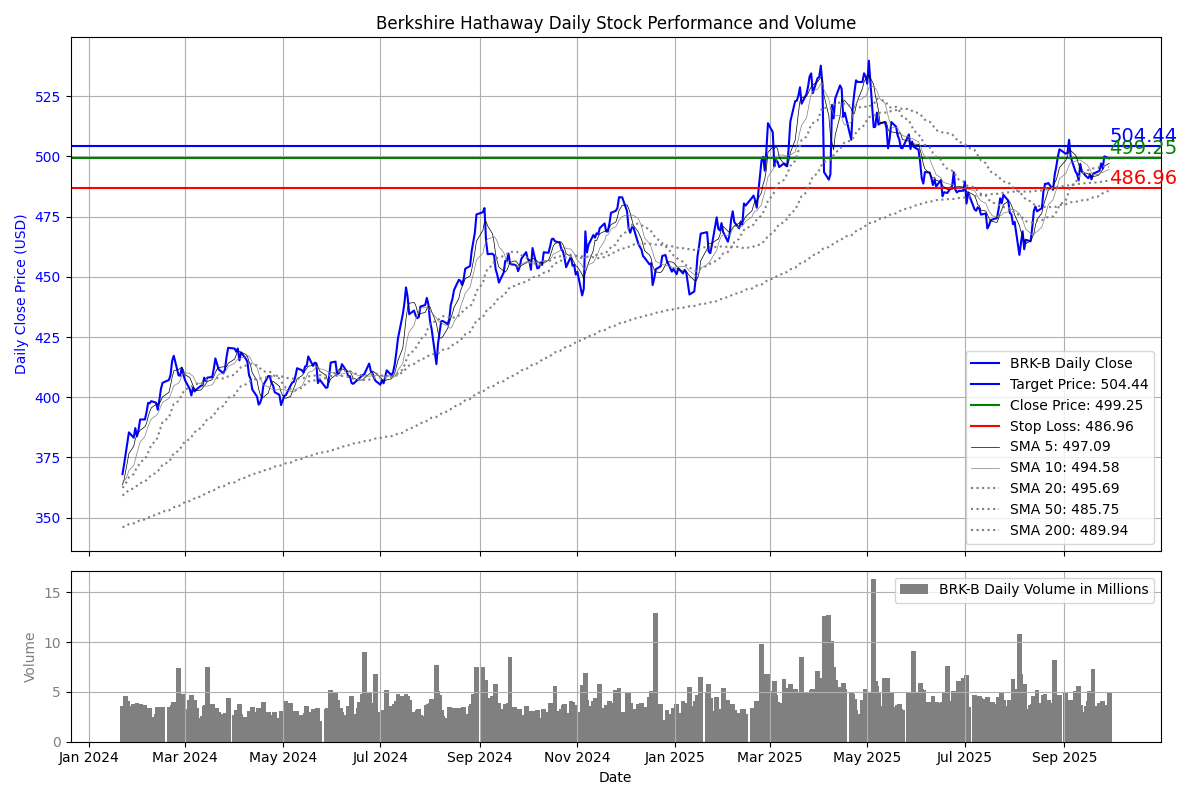 Berkshire Hathaway Daily Stock Performance and Volume
Daily Close Price (USD)
525
500
475
450
425
400
375
350
504.44
499.25
486.96
BRK-B Daily Close
Target Price: 504.44
Close Price: 499.25
Stop Loss: 486.96
SMA 5: 497.09
SMA 10: 494.58
SMA 20: 495.69
SMA 50: 485.75
SMA 200: 489.94
Volume
15
10
5
0
BRK-B Daily Volume in Millions
Jan 2024 Mar 2024 May 2024 Jul 2024 Sep 2024 Nov 2024 Jan 2025 Mar 2025 May 2025 Jul 2025 Sep 2025
Date